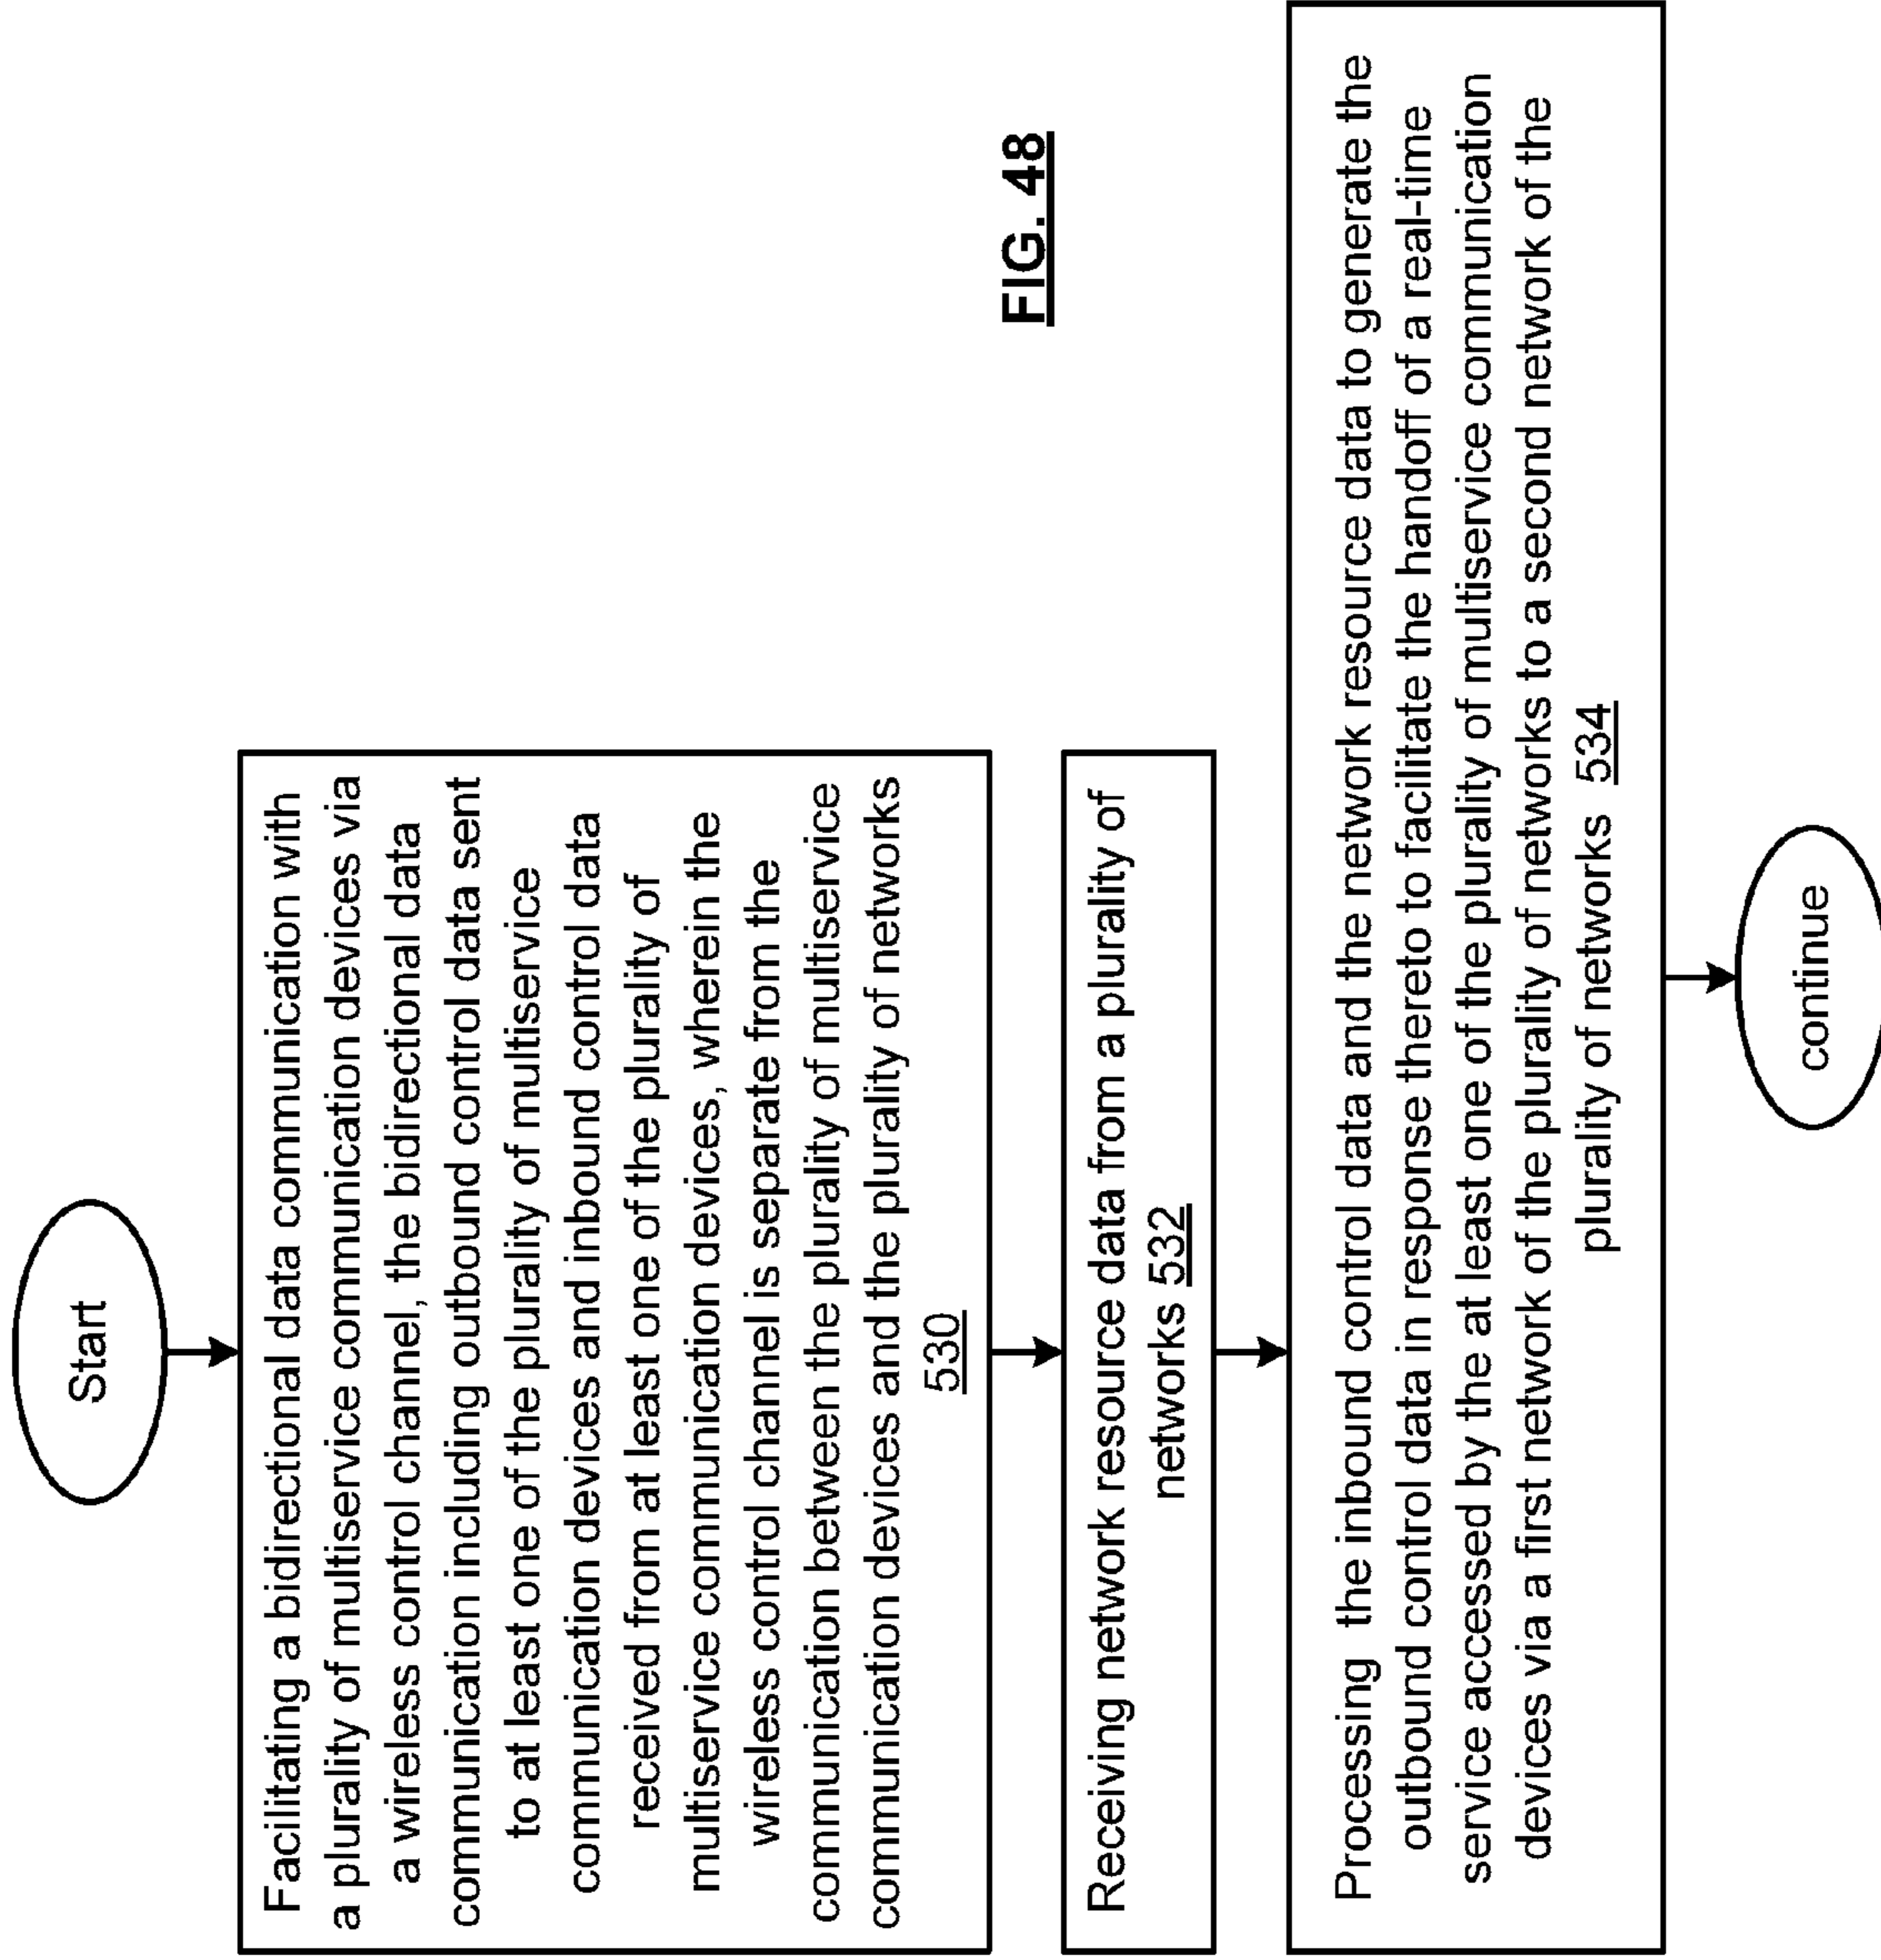 Start
Facilitating a bidirectional data communication with
a plurality of multiservice communication devices via
a wireless control channel, the bidirectional data
communication including outbound control data sent
to at least one of the plurality of multiservice
communication devices and inbound control data
received from at least one of the plurality of
multiservice communication devices, wherein the
wireless control channel is separate from the
communication between the plurality of multiservice
communication devices and the plurality of networks
530
Receiving network resource data from a plurality of
networks 532
Processing the inbound control data and the network resource data to generate the
outbound control data in response thereto to facilitate the handoff of a real-time
service accessed by the at least one of the plurality of multiservice communication
devices via a first network of the plurality of networks to a second network of the
plurality of networks 534
continue
FIG. 48